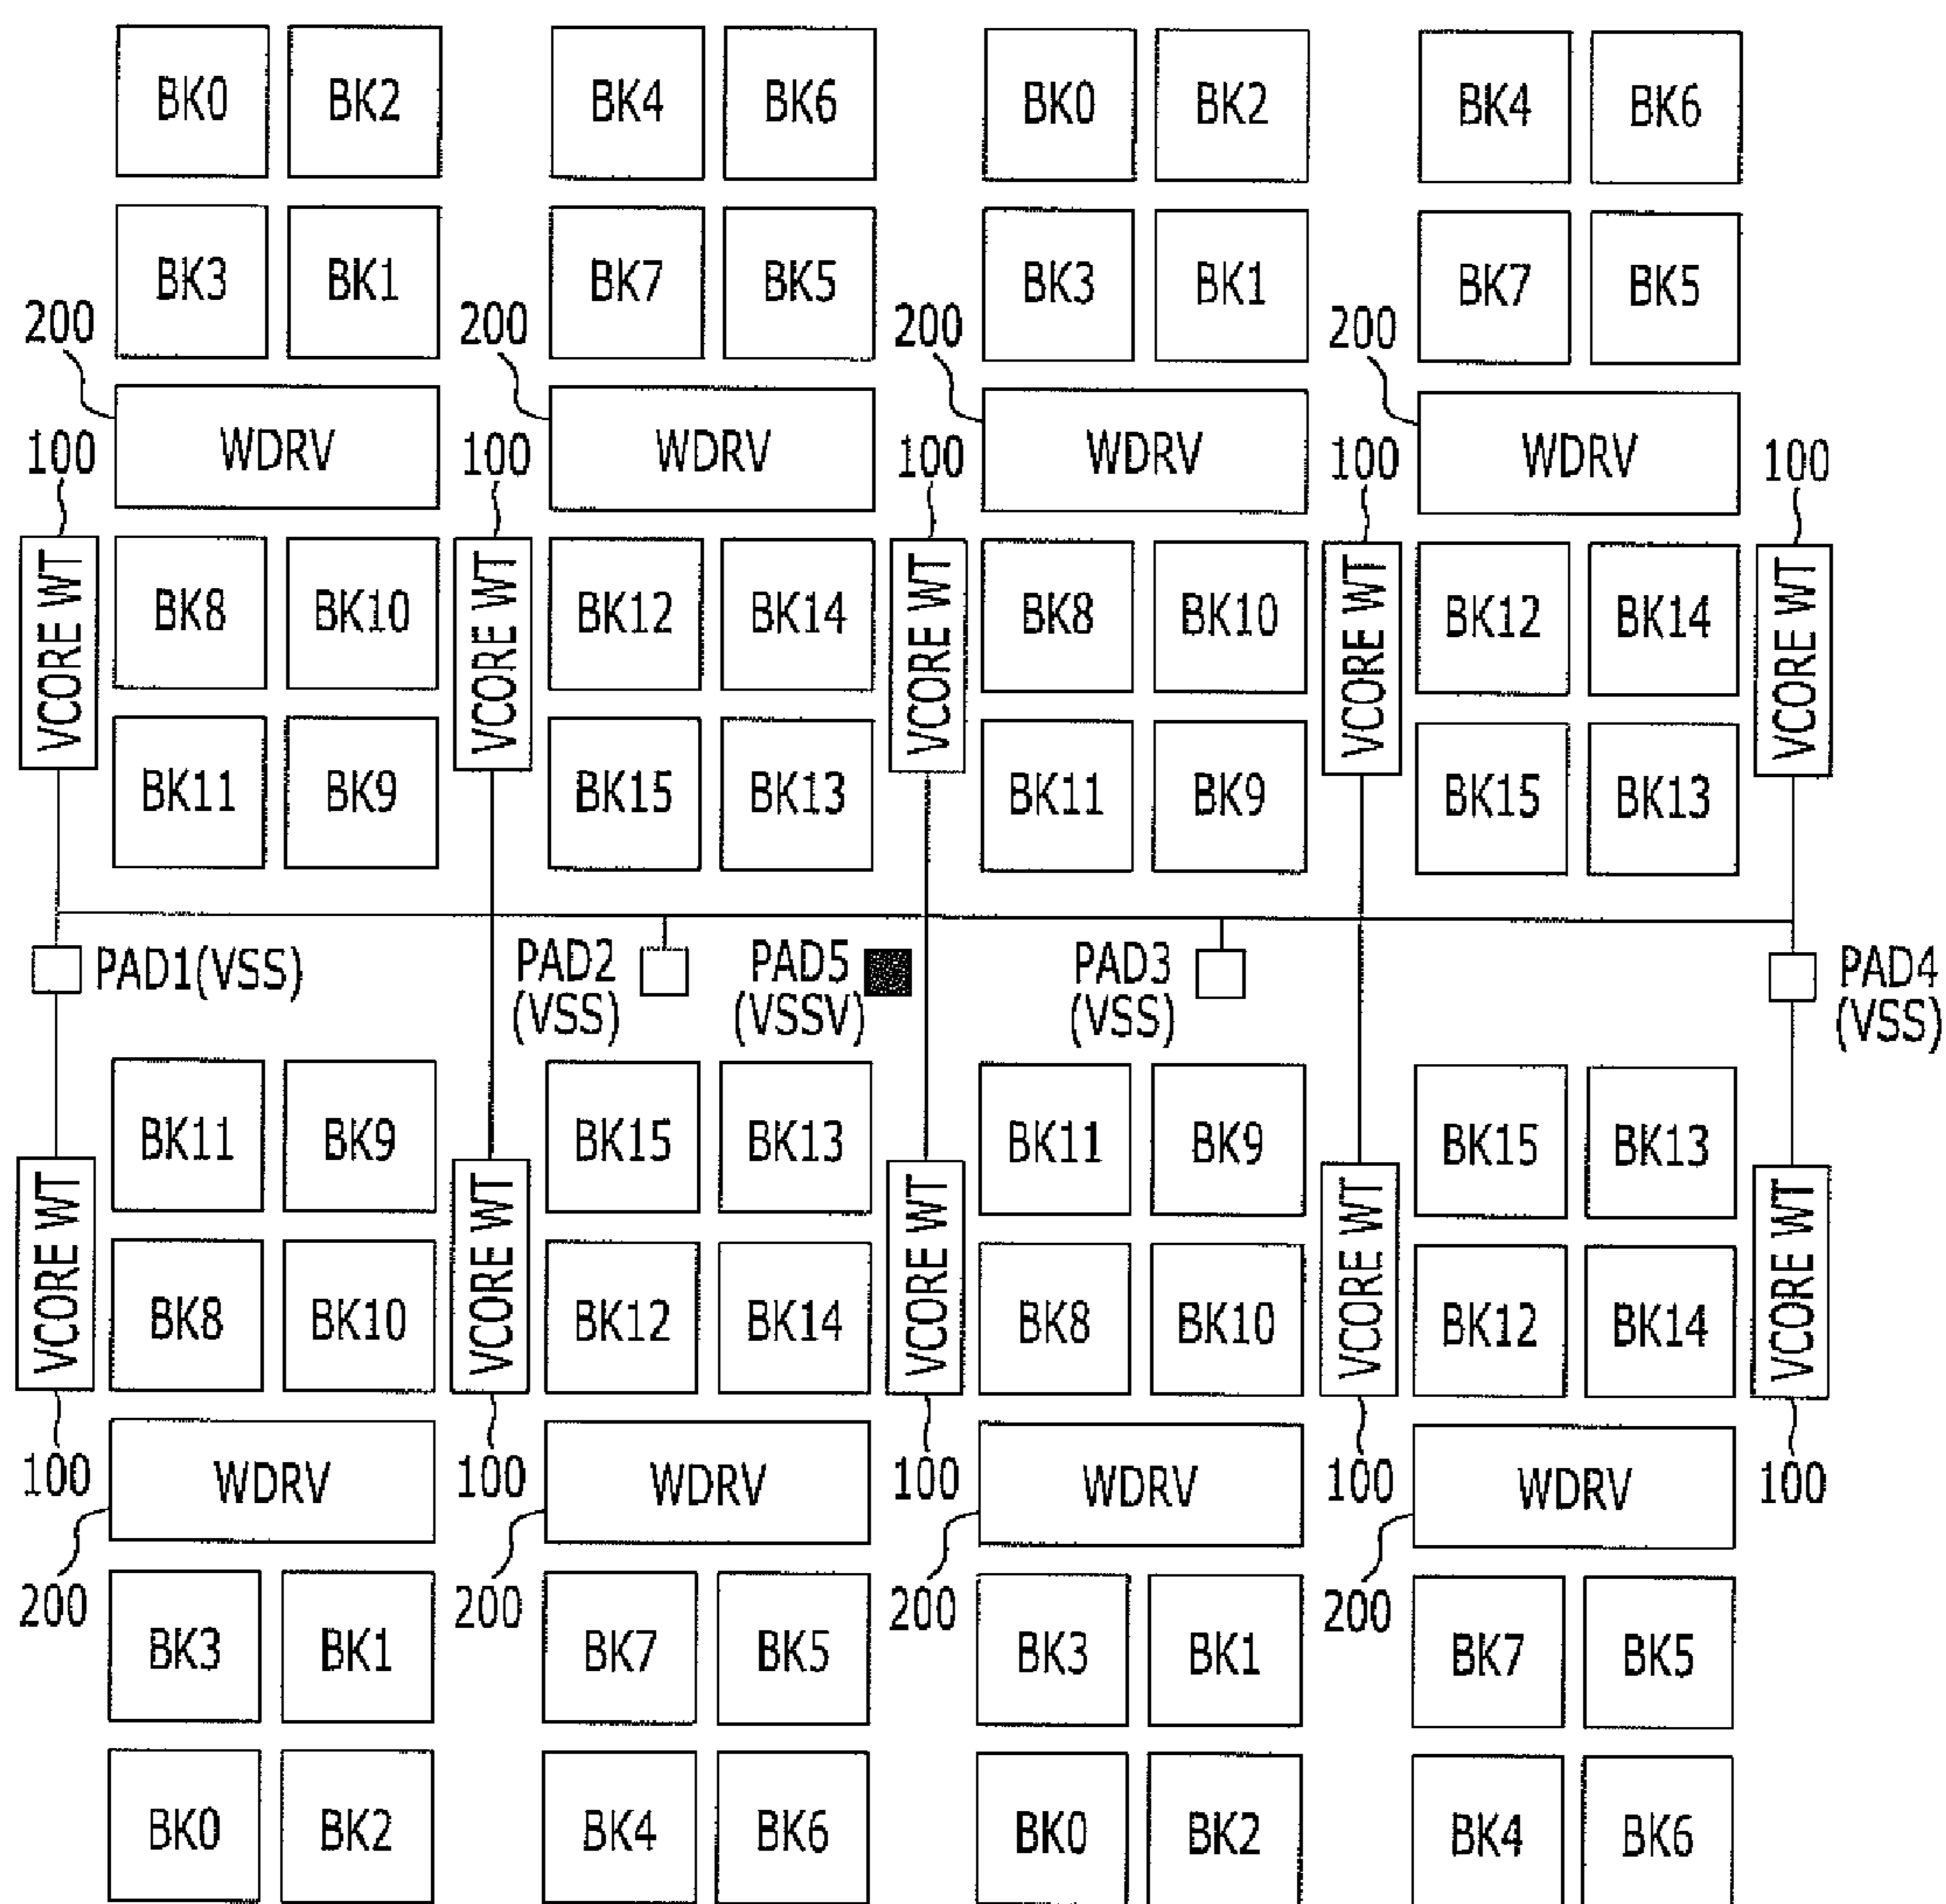 BK0 BK2 BK4 BK6 BK0 BK2 BK4 BK6
BK3 BK1 BK7 BK5 BK3 BK1 BK7 BK5
200 200 200 200
WDRV WDRV WDRV WDRV
100 100 100 100 100
VCORE WT VCORE WT VCORE WT VCORE WT VCORE WT
BK8 BK10 BK12 BK14 BK8 BK10 BK12 BK14
BK11 BK9 BK15 BK13 BK11 BK9 BK15 BK13
PAD1(VSS)
PAD2
(VSS)
PAD5
(VSSV)
PAD3
(VSS)
PAD4
(VSS)
BK11 BK9 BK15 BK13 BK11 BK9 BK15 BK13
VCORE WT VCORE WT VCORE WT VCORE WT VCORE WT
BK8 BK10 BK12 BK14 BK8 BK10 BK12 BK14
100 100 100 100 100
WDRV WDRV WDRV WDRV
200 200 200 200
BK3 BK1 BK7 BK5 BK3 BK1 BK7 BK5
BK0 BK2 BK4 BK6 BK0 BK2 BK4 BK6